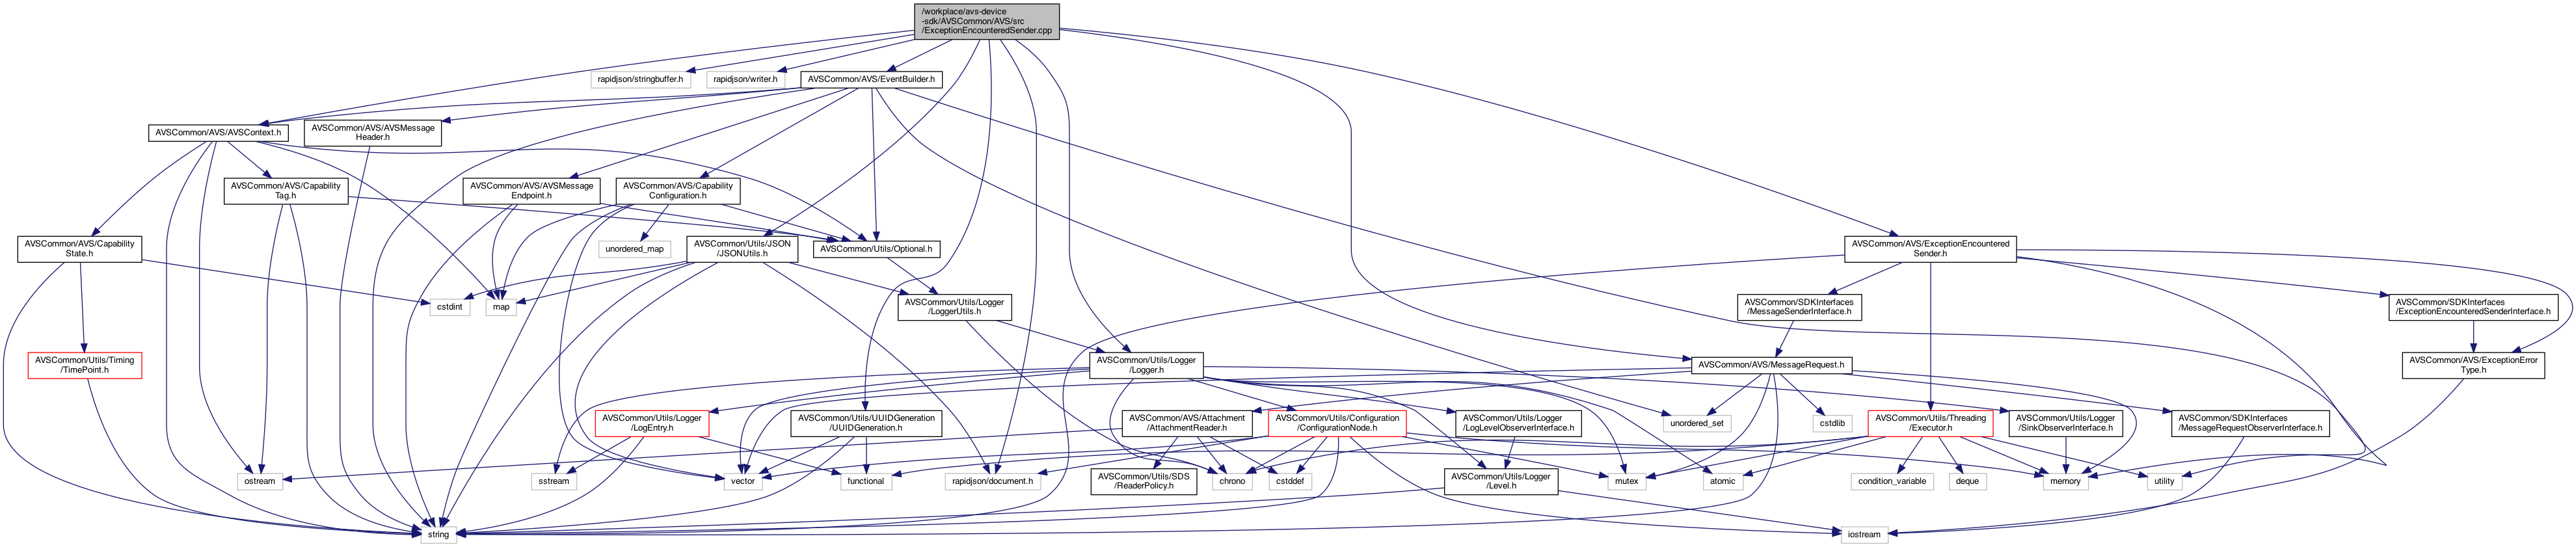 /workplace/avs-device
-sdk/AVSCommon/AVS/src
/ExceptionEncounteredSender.cpp
rapidjson/stringbuffer.h
rapidjson/writer.h
AVSCommon/AVS/EventBuilder.h
AVSCommon/AVS/AVSContext.h
AVSCommon/AVS/AVSMessage
Header.h
AVSCommon/AVS/Capability
Tag.h
AVSCommon/AVS/AVSMessage
Endpoint.h
AVSCommon/AVS/Capability
Configuration.h
AVSCommon/AVS/Capability
State.h
unordered_map
AVSCommon/Utils/JSON
/JSONUtils.h
AVSCommon/Utils/Optional.h
AVSCommon/AVS/ExceptionEncountered
Sender.h
cstdint
map
AVSCommon/Utils/Logger
/LoggerUtils.h
AVSCommon/SDKInterfaces
/MessageSenderInterface.h
AVSCommon/SDKInterfaces
/ExceptionEncounteredSenderInterface.h
AVSCommon/Utils/Timing
/TimePoint.h
AVSCommon/Utils/Logger
/Logger.h
AVSCommon/AVS/MessageRequest.h
AVSCommon/AVS/ExceptionError
Type.h
AVSCommon/Utils/Logger
/LogEntry.h
AVSCommon/Utils/UUIDGeneration
/UUIDGeneration.h
AVSCommon/AVS/Attachment
/AttachmentReader.h
AVSCommon/Utils/Configuration
/ConfigurationNode.h
AVSCommon/Utils/Logger
/LogLevelObserverInterface.h
unordered_set
cstdlib
AVSCommon/Utils/Threading
/Executor.h
AVSCommon/Utils/Logger
/SinkObserverInterface.h
AVSCommon/SDKInterfaces
/MessageRequestObserverInterface.h
ostream
sstream
vector
functional
rapidjson/document.h
AVSCommon/Utils/SDS
/ReaderPolicy.h
chrono
cstddef
AVSCommon/Utils/Logger
/Level.h
mutex
atomic
condition_variable
deque
memory
utility
string
iostream